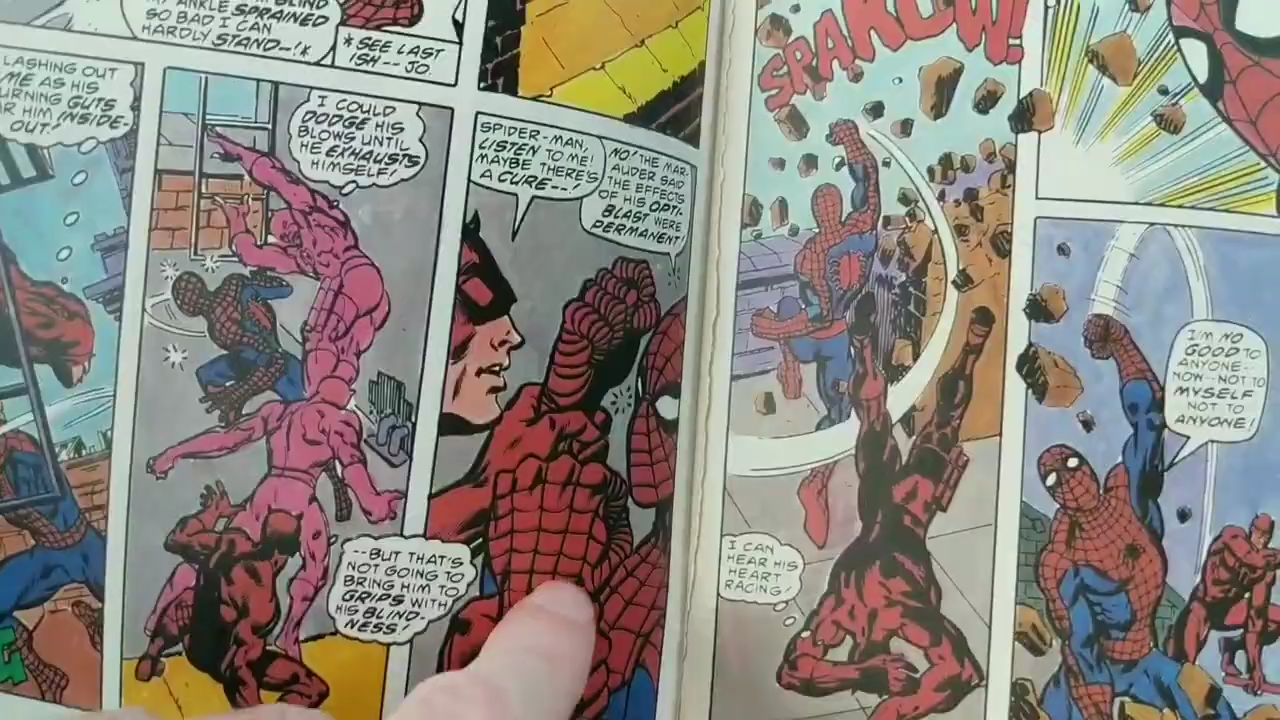 BLIND
ANKLE SPRAINED
SO BAD I CAN
HARDLY STAND--!*
*SEE LAST
ISH -- JO.
LASHING OUT
ME AS HIS
GUTS
HIM INSIDE-
OUT!
I COULD
DODGE HIS
BLOWS UNTIL
HE EXHAUSTS
HIMSELF!
--BUT THAT'S
NOT GOING TO
BRING HIM TO
GRIPS WITH
HIS BLIND-
NESS!
SPIDER-MAN,
LISTEN TO ME!
MAYBE THERE'S
A CURE--!
NO! THE MAR-
AUDER SAID
THE EFFECTS
OF HIS OPTI-
BLAST WERE
PERMANENT!
SPAKOW!
I CAN
HEAR HIS
HEART
RACING!
I'M NO
GOOD TO
ANYONE--
NOW--NOT TO
MYSELF
NOT TO
ANYONE!